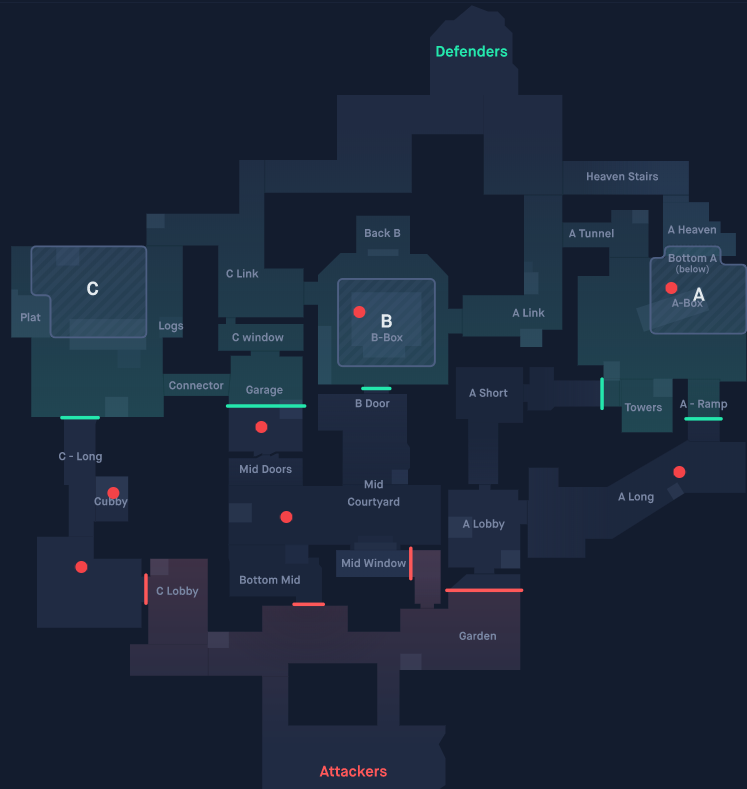 Defenders
Heaven Stairs
Back B
A Tunnel
A Heaven
Bottom A
(below)
C Link
C
A
A-Box
Plat
Logs
B
B-Box
A Link
C window
Connector
Garage
A Short
B Door
Towers
A - Ramp
C - Long
Mid Doors
Mid
Courtyard
Cubby
A Long
A Lobby
Mid Window
Bottom Mid
C Lobby
Garden
Attackers